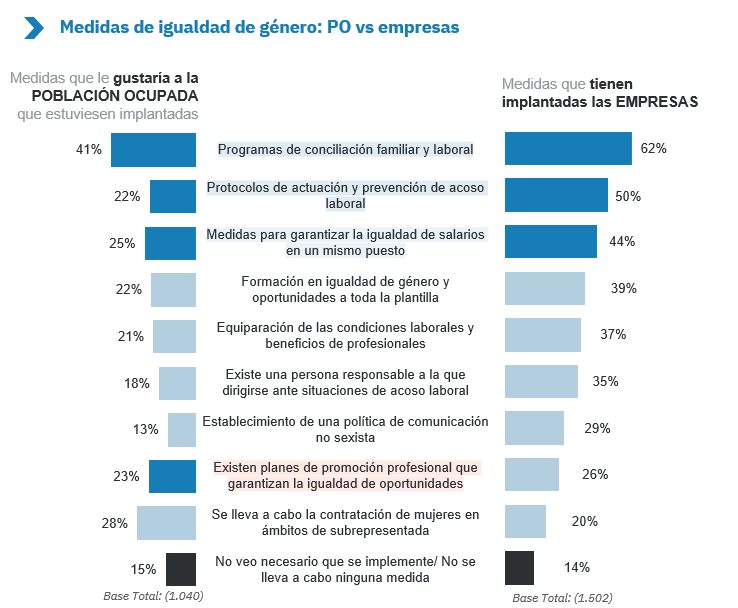 Medidas de igualdad de género: PO vs empresas
Medidas que le gustaría a la
POBLACIÓN OCUPADA
que estuviesen implantadas
Medidas que tienen
implantadas las EMPRESAS
41%
Programas de conciliación familiar y laboral
62%
22%
Protocolos de actuación y prevención de acoso
laboral
50%
25%
Medidas para garantizar la igualdad de salarios
en un mismo puesto
44%
22%
Formación en igualdad de género y
oportunidades a toda la plantilla
39%
21%
Equiparación de las condiciones laborales y
beneficios de profesionales
37%
18%
Existe una persona responsable a la que
dirigirse ante situaciones de acoso laboral
35%
13%
Establecimiento de una política de comunicación
no sexista
29%
23%
Existen planes de promoción profesional que
garantizan la igualdad de oportunidades
26%
28%
Se lleva a cabo la contratación de mujeres en
ámbitos de subrepresentada
20%
15%
No veo necesario que se implemente/ No se
lleva a cabo ninguna medida
14%
Base Total: (1.040)
Base Total: (1.502)